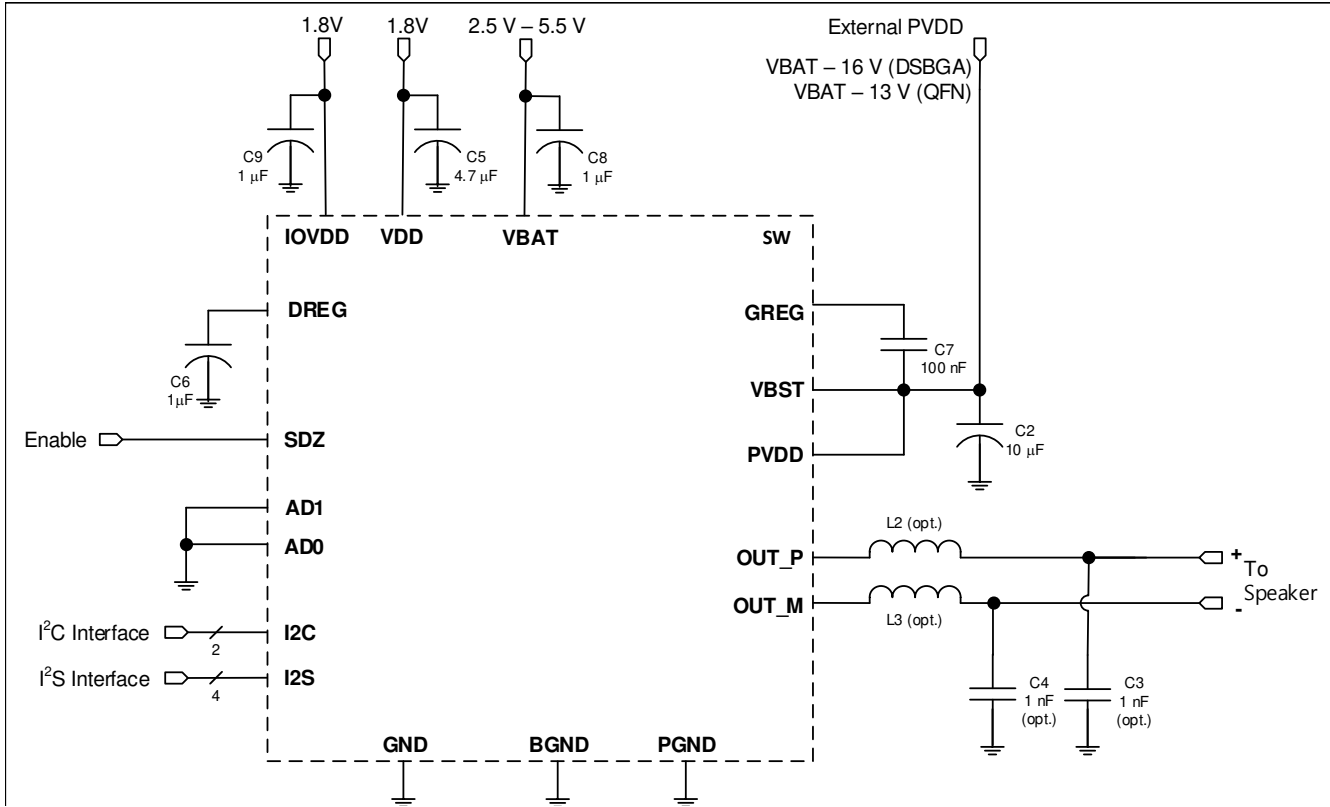 1.8V
1.8V
2.5 V – 5.5 V
External PVDD
VBAT – 16 V (DSBGA)
VBAT – 13 V (QFN)
C9
1 μF
C5
4.7 μF
C8
1 μF
IOVDD
VDD
VBAT
SW
DREG
GREG
C6
1μF
C7
100 nF
VBST
Enable
SDZ
PVDD
C2
10 μF
AD1
AD0
L2 (opt.)
OUT_P
+
To
Speaker
-
OUT_M
L3 (opt.)
I²C Interface
2
I2C
I²S Interface
4
I2S
C4
1 nF
(opt.)
C3
1 nF
(opt.)
GND
BGND
PGND